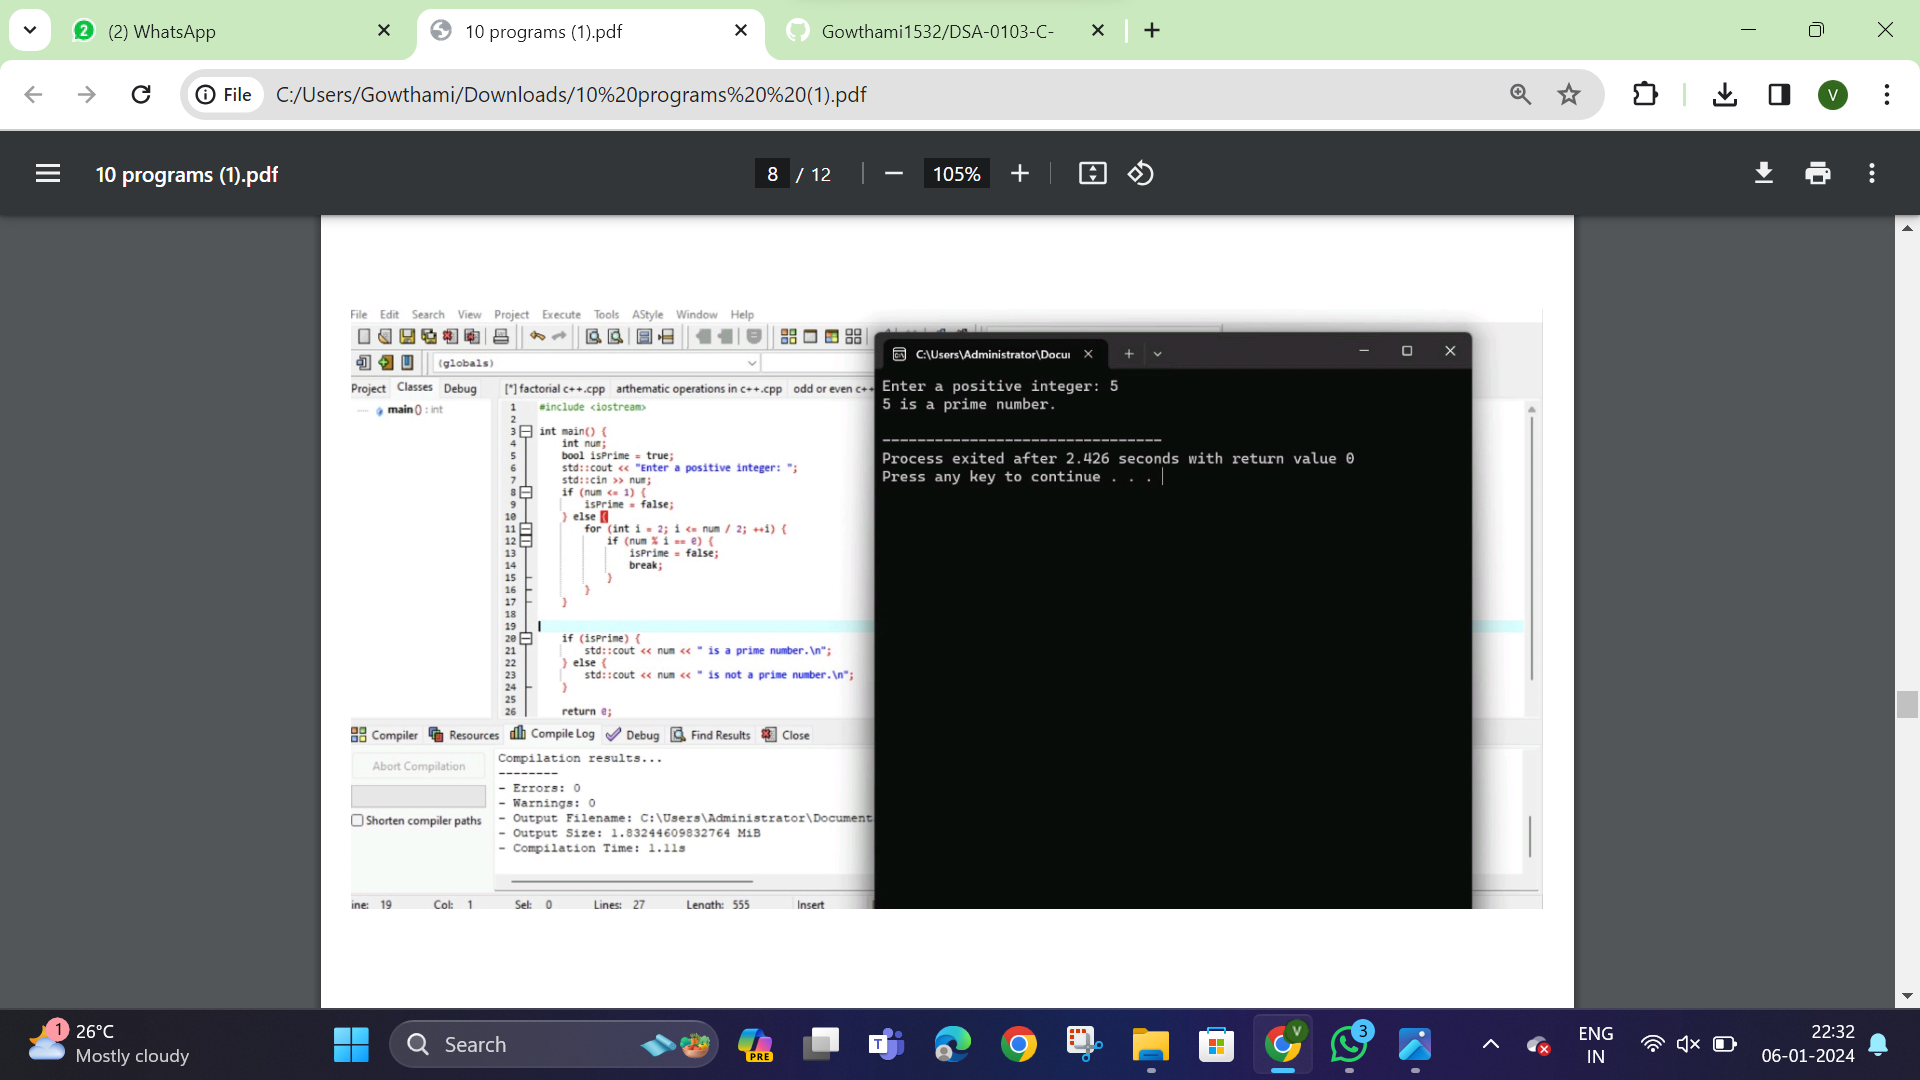 (2) WhatsApp
10 programs (1).pdf
Gowthami1532/DSA-0103-C-
File
C:/Users/Gowthami/Downloads/10%20programs%20%20(1).pdf
V
10 programs (1).pdf
8 / 12
105%
File Edit Search View Project Execute Tools AStyle Window Help
(globals)
Project Classes Debug
[*] factorial c++.cpp arthematic operations in c++.cpp odd or even c++
main() : int
1 #include <iostream>
2
3 int main() {
4 int num;
5 bool isPrime = true;
6 std::cout << "Enter a positive integer: ";
7 std::cin >> num;
8 if (num <= 1) {
9 isPrime = false;
10 } else {
11 for (int i = 2; i <= num / 2; ++i) {
12 if (num % i == 0) {
13 isPrime = false;
14 break;
15 }
16 }
17 }
18
19
20 if (isPrime) {
21 std::cout << num << " is a prime number.\n";
22 } else {
23 std::cout << num << " is not a prime number.\n";
24 }
25
26 return 0;
C:\Users\Administrator\Docu
Enter a positive integer: 5
5 is a prime number.
--------------------------------
Process exited after 2.426 seconds with return value 0
Press any key to continue . . .
Compiler Resources Compile Log Debug Find Results Close
Abort Compilation
Shorten compiler paths
Compilation results...
--------
- Errors: 0
- Warnings: 0
- Output Filename: C:\Users\Administrator\Document
- Output Size: 1.83244609832764 MiB
- Compilation Time: 1.11s
ine: 19 Col: 1 Sel: 0 Lines: 27 Length: 555 Insert
1
26°C
Mostly cloudy
Search
PRE
V
3
ENG
IN
22:32
06-01-2024